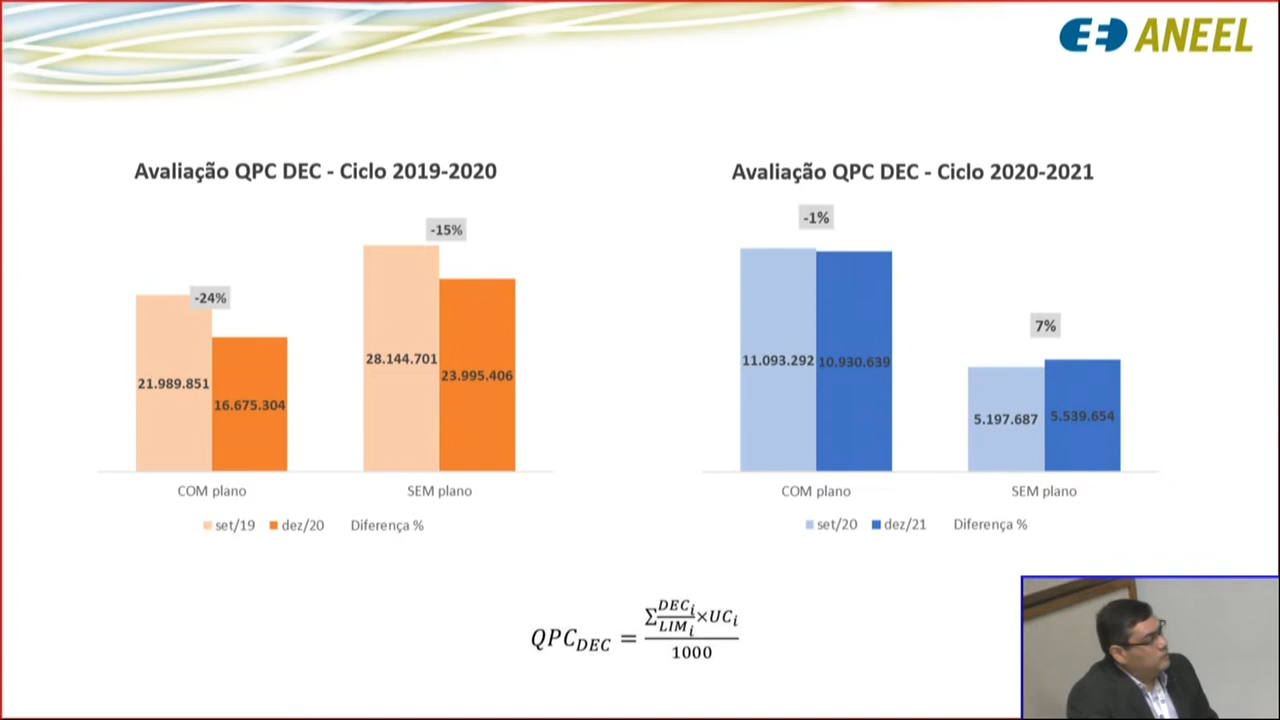 ANEEL
Avaliação QPC DEC - Ciclo 2019-2020
-24%
-15%
21.989.851
16.675.304
28.144.701
23.995.406
COM plano
SEM plano
set/19 dez/20 Diferença %
Avaliação QPC DEC - Ciclo 2020-2021
-1%
7%
11.093.292
10.930.639
5.197.687
5.539.654
COM plano
SEM plano
set/20 dez/21 Diferença %
QPC_DEC = (Σ DEC_i/LIM_i × UC_i)/1000